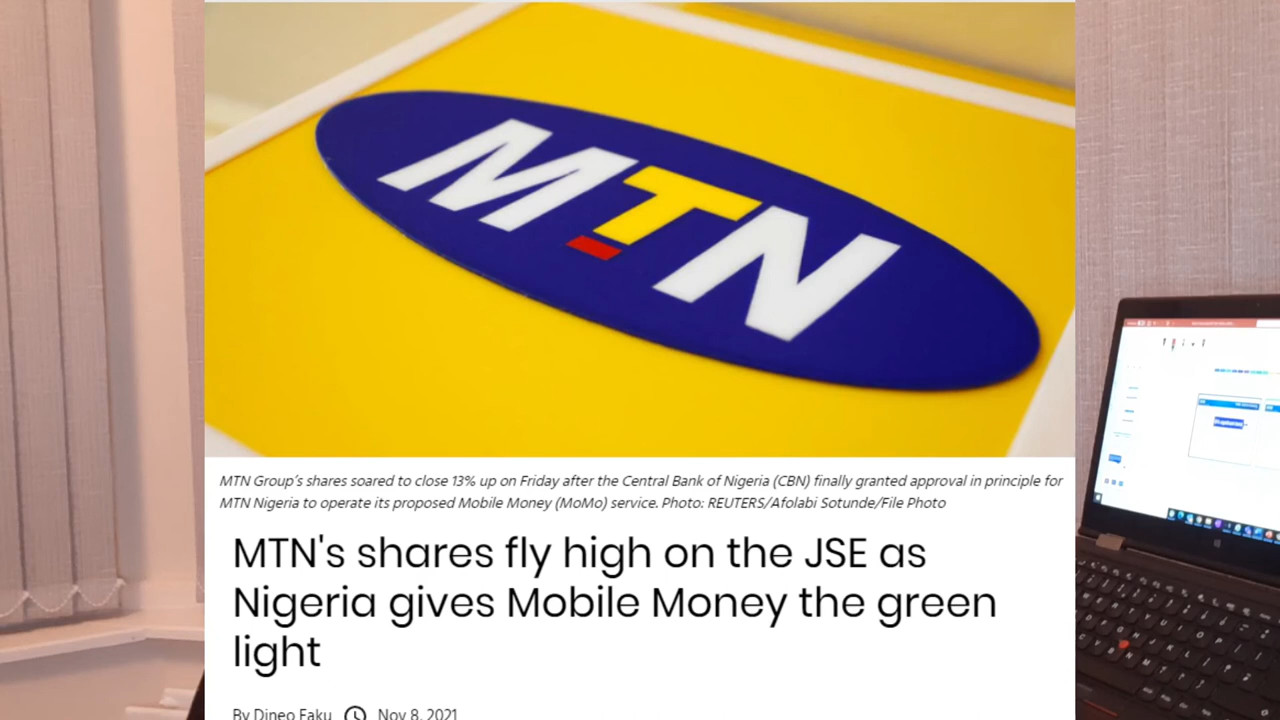 MTN
MTN Group's shares soared to close 13% up on Friday after the Central Bank of Nigeria (CBN) finally granted approval in principle for
MTN Nigeria to operate its proposed Mobile Money (MoMo) service. Photo: REUTERS/Afolabi Sotunde/File Photo
MTN's shares fly high on the JSE as
Nigeria gives Mobile Money the green
light
By Dineo Faku Nov 8, 2021